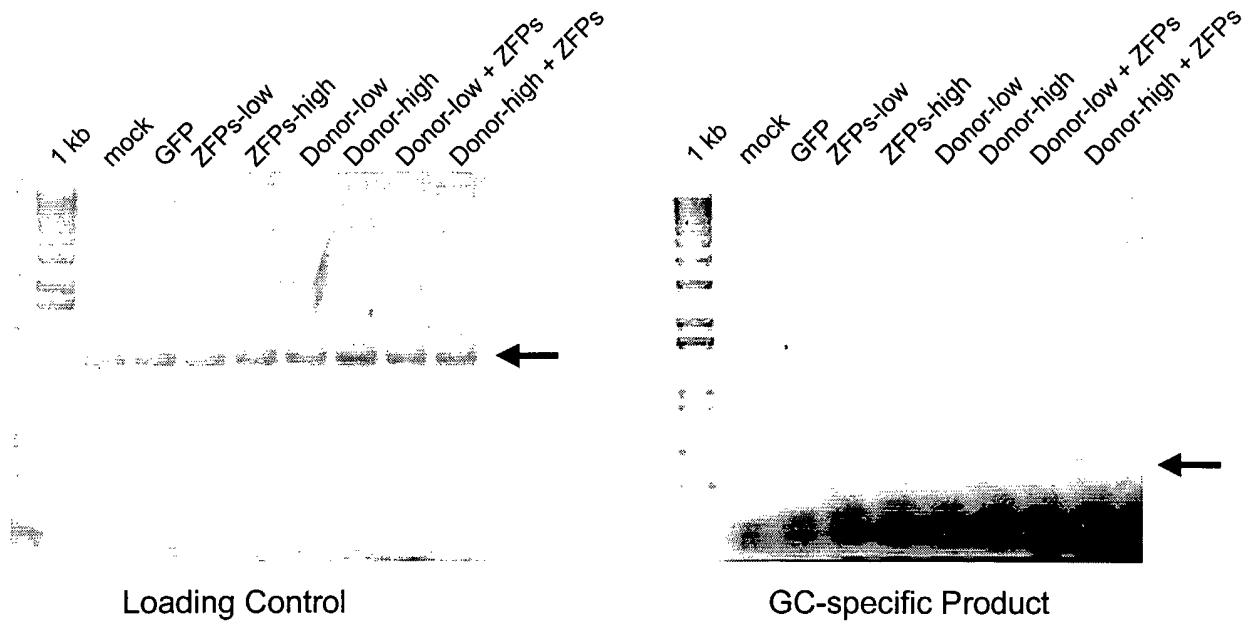 1 kb
mock
GFP
ZFPs-low
ZFPs-high
Donor-low
Donor-high
Donor-low + ZFPs
Donor-high + ZFPs
1 kb
mock
GFP
ZFPs-low
ZFPs-high
Donor-low
Donor-high
Donor-low + ZFPs
Donor-high + ZFPs
Loading Control
GC-specific Product